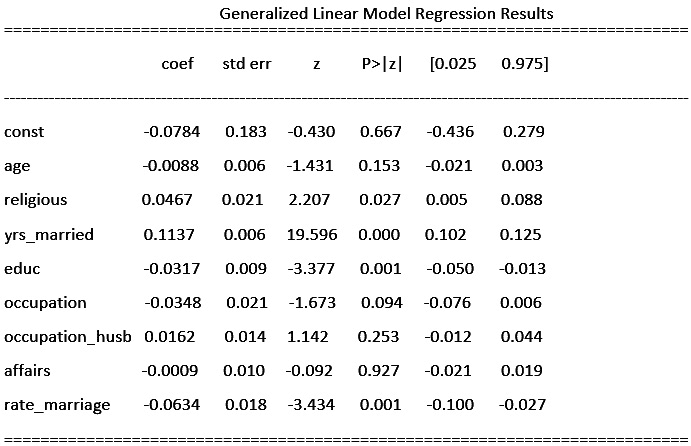 Generalized Linear Model Regression Results
coef std err z P>|z| [0.025 0.975]
const -0.0784 0.183 -0.430 0.667 -0.436 0.279
age -0.0088 0.006 -1.431 0.153 -0.021 0.003
religious 0.0467 0.021 2.207 0.027 0.005 0.088
yrs_married 0.1137 0.006 19.596 0.000 0.102 0.125
educ -0.0317 0.009 -3.377 0.001 -0.050 -0.013
occupation -0.0348 0.021 -1.673 0.094 -0.076 0.006
occupation_husb 0.0162 0.014 1.142 0.253 -0.012 0.044
affairs -0.0009 0.010 -0.092 0.927 -0.021 0.019
rate_marriage -0.0634 0.018 -3.434 0.001 -0.100 -0.027